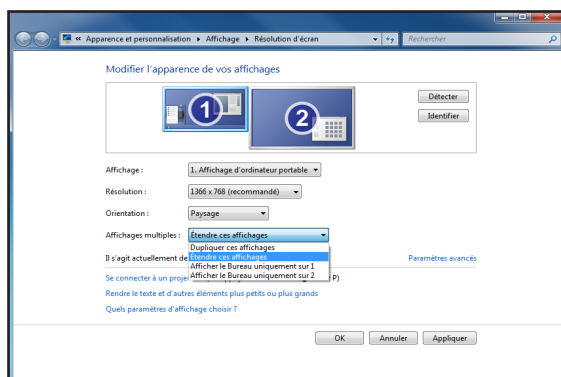 « Apparence et personnalisation ▸ Affichage ▸ Résolution d'écran
Rechercher
Modifier l'apparence de vos affichages
1
2
Détecter
Identifier
Affichage :
1. Affichage d'ordinateur portable
Résolution :
1366 x 768 (recommandé)
Orientation :
Paysage
Affichages multiples :
Étendre ces affichages
Dupliquer ces affichages
Étendre ces affichages
Afficher le Bureau uniquement sur 1
Afficher le Bureau uniquement sur 2
Il s'agit actuellement de
Paramètres avancés
Se connecter à un proje
P)
Rendre le texte et d'autres éléments plus petits ou plus grands
Quels paramètres d'affichage choisir ?
OK
Annuler
Appliquer